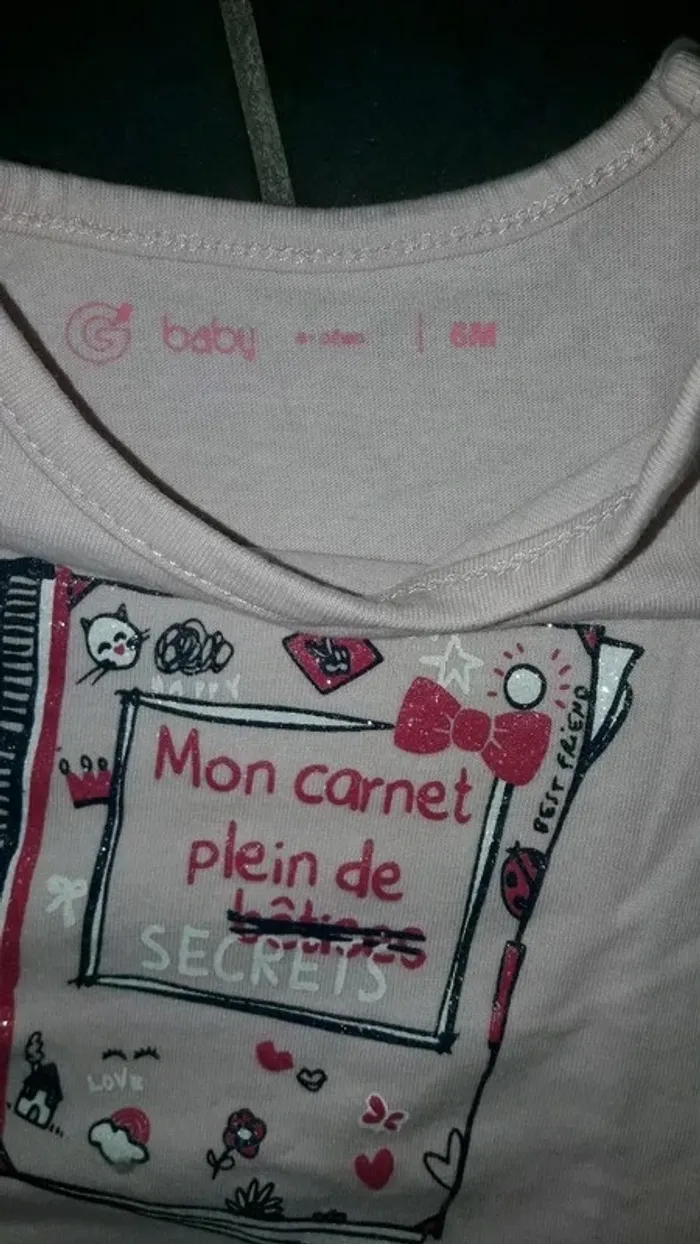 baby
6M
Mon carnet
plein de
bêtises
SECRETS
BEST FRIEND
LOVE